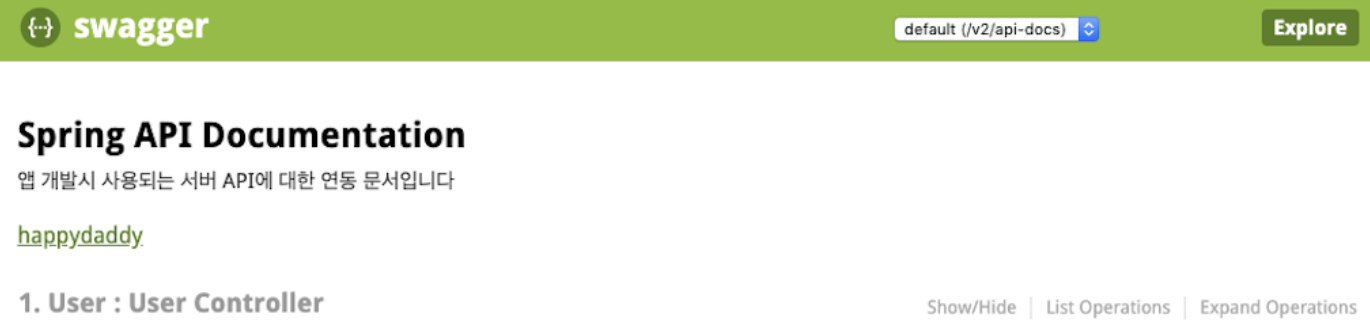 {···} swagger
default (/v2/api-docs)
Explore
Spring API Documentation
앱 개발시 사용되는 서버 API에 대한 연동 문서입니다
happydaddy
1. User : User Controller
Show/Hide | List Operations | Expand Operations